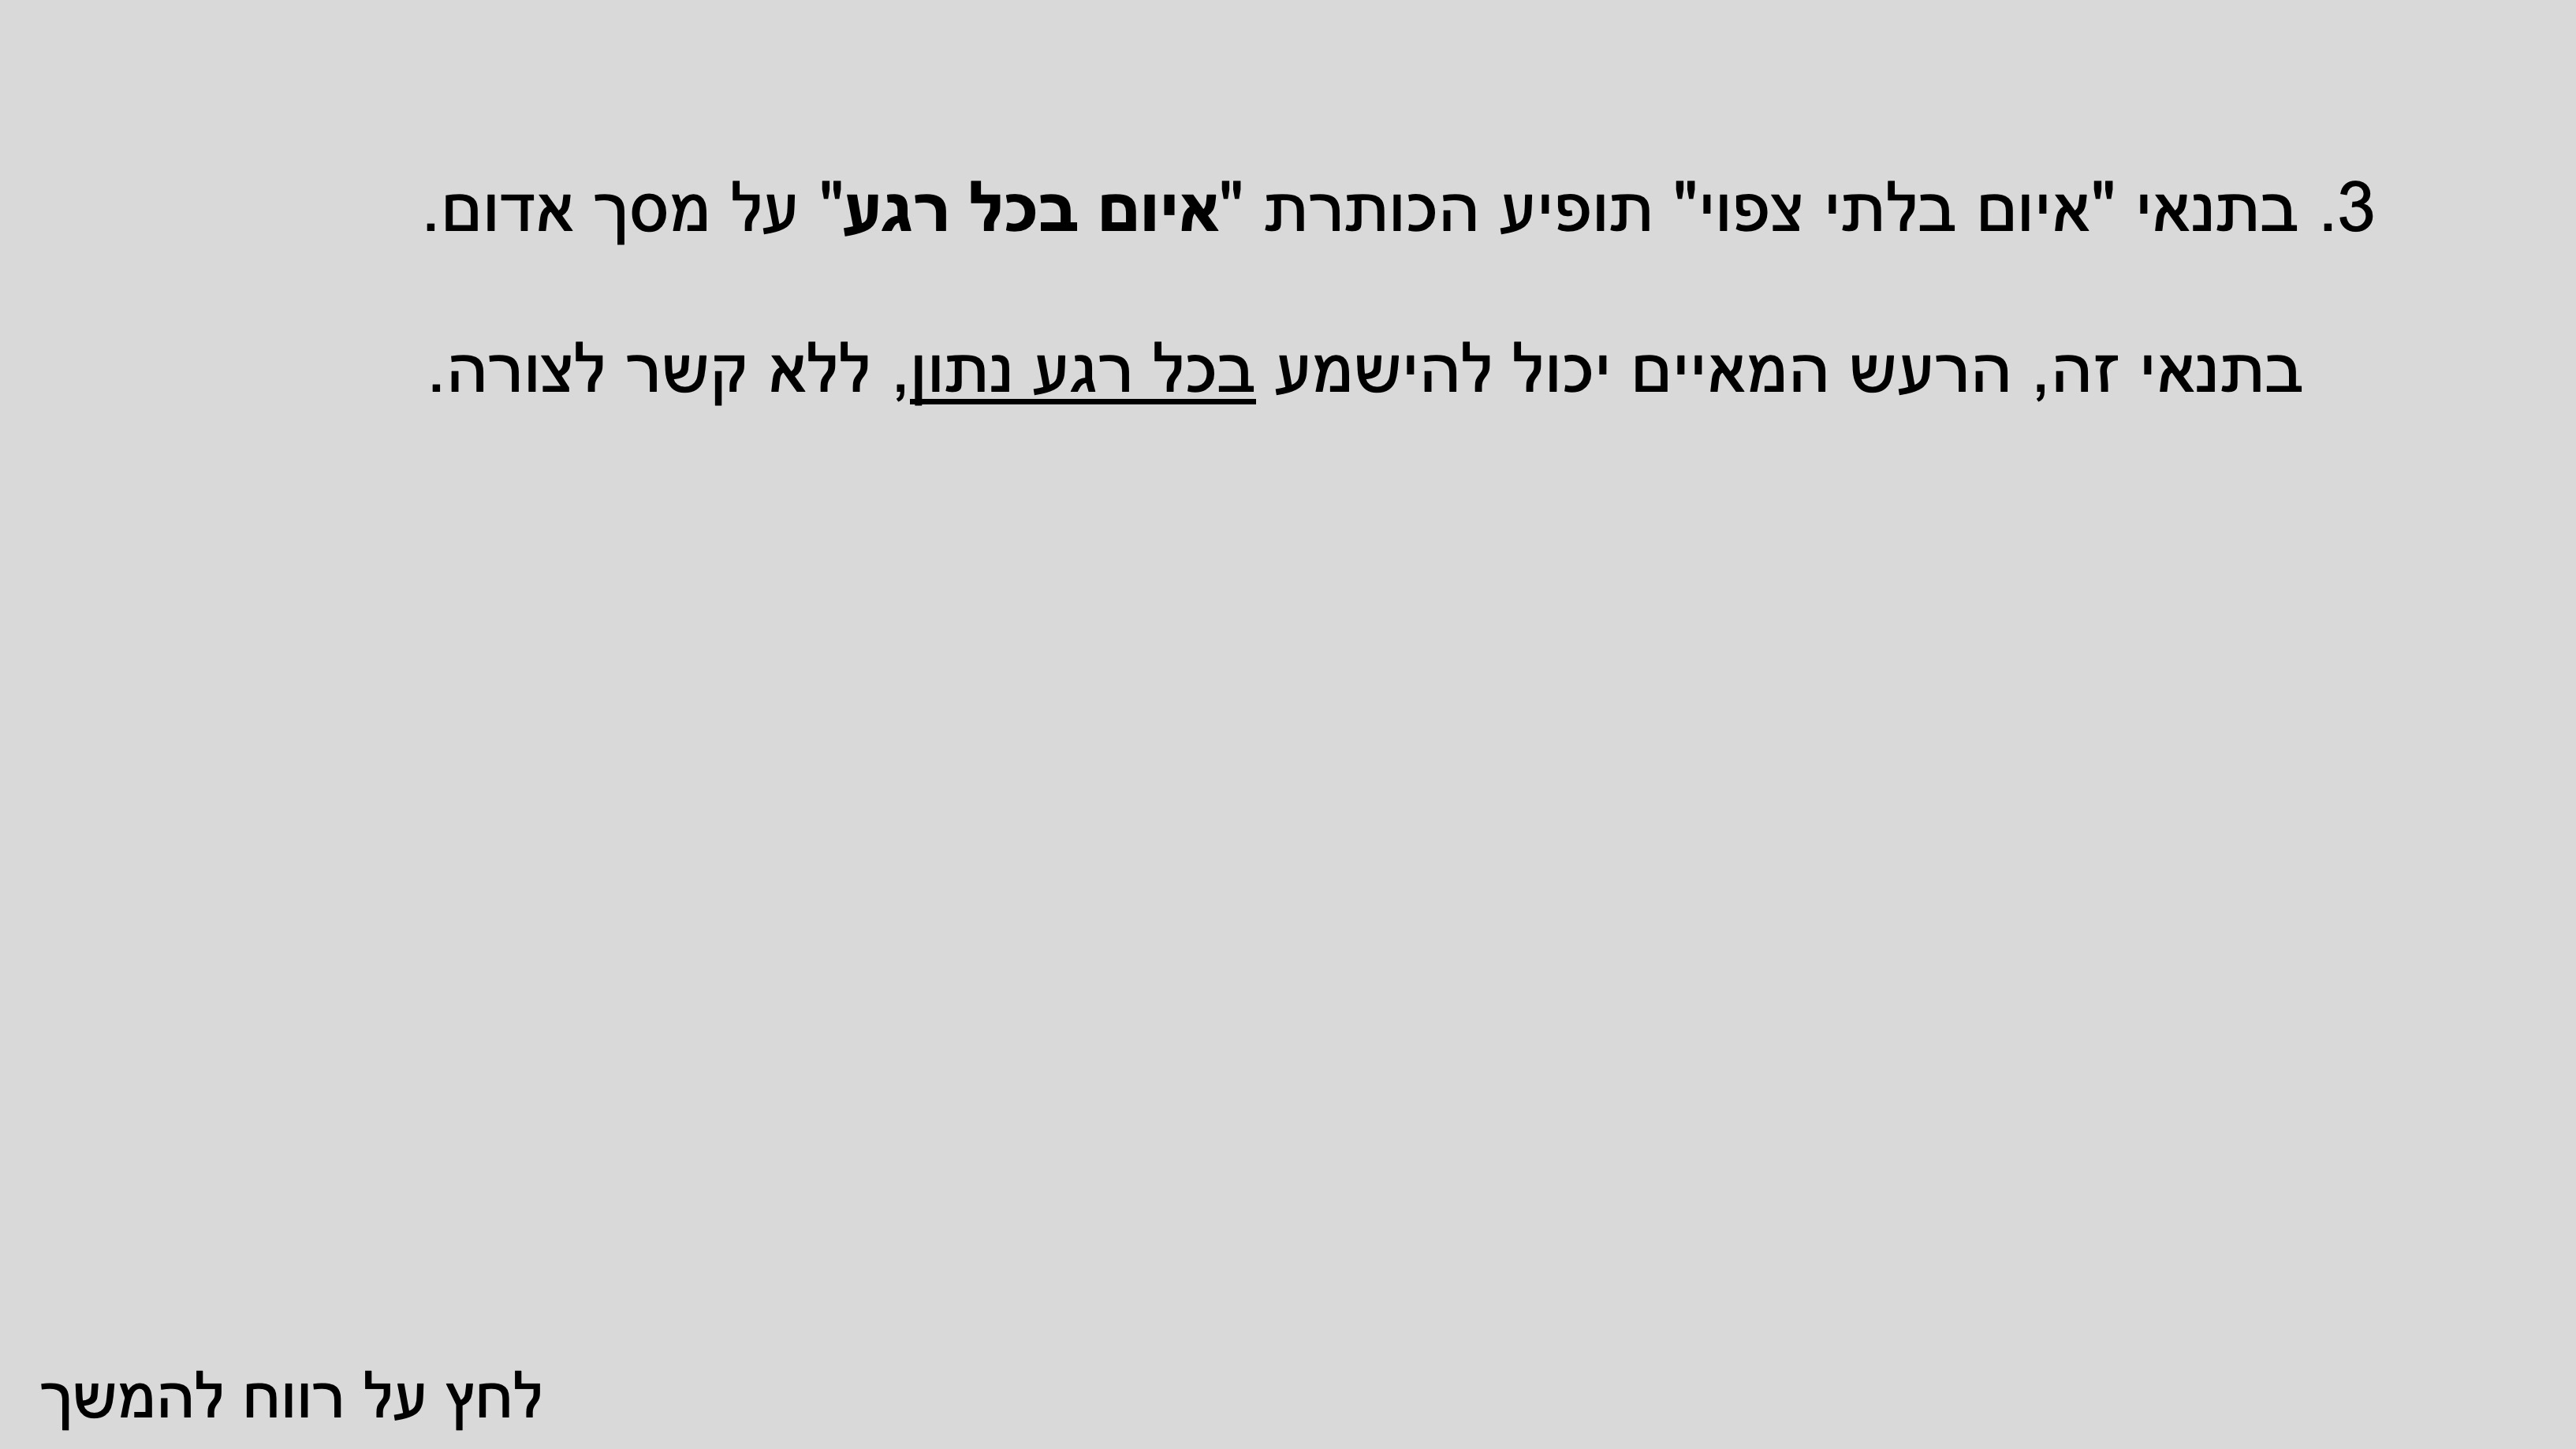 3. בתנאי "איום בלתי צפוי" תופיע הכותרת "איום בכל רגע" על מסך אדום.
בתנאי זה, הרעש המאיים יכול להישמע בכל רגע נתון, ללא קשר לצורה.
לחץ על רווח להמשך